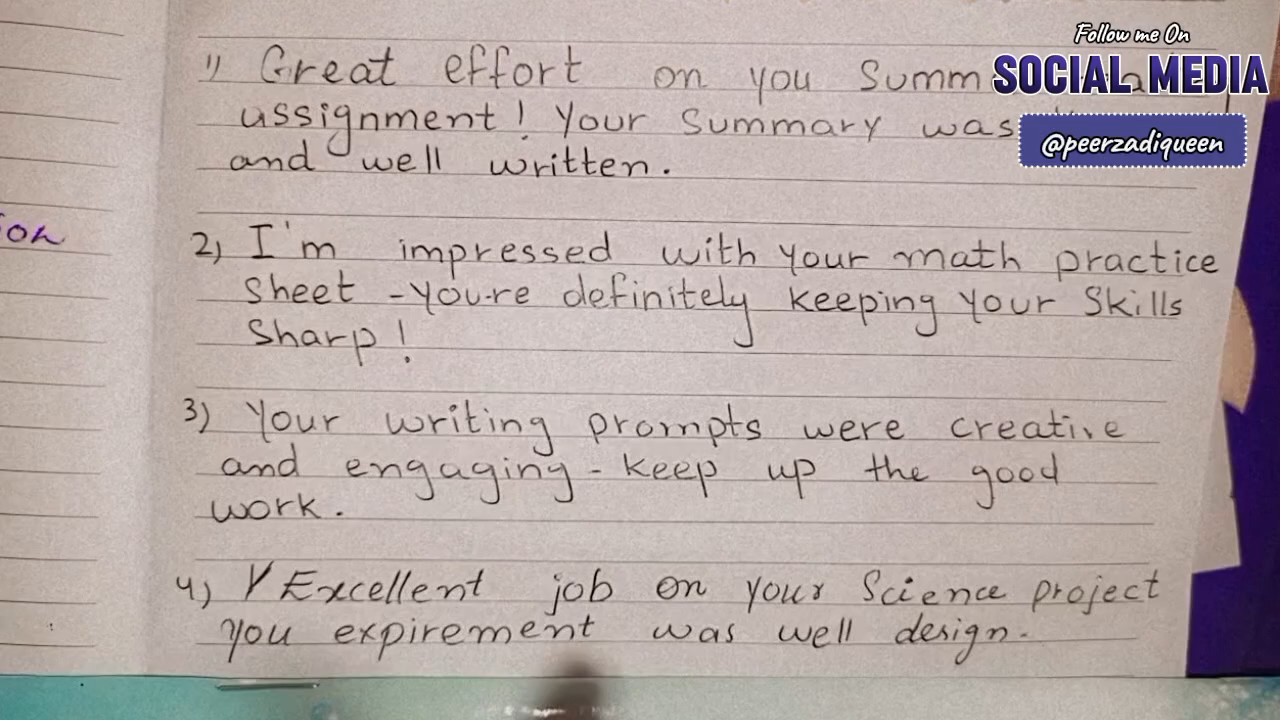 Follow me On
SOCIAL MEDIA
@peerzadiqueen
1) Great effort on you Summ
assignment! Your Summary was
and well written.
ion
2) I'm impressed with your math practice
Sheet - you're definitely keeping your Skills
Sharp!
3) Your writing prompts were creative
and engaging - keep up the good
work.
4) Excellent job on your Science project
you expirement was well design.